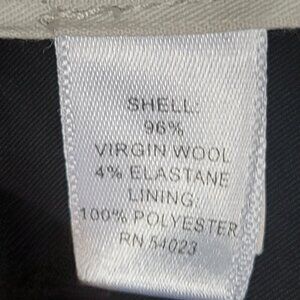 SHELL:
96%
VIRGIN WOOL
4% ELASTANE
LINING:
100% POLYESTER
RN 54023